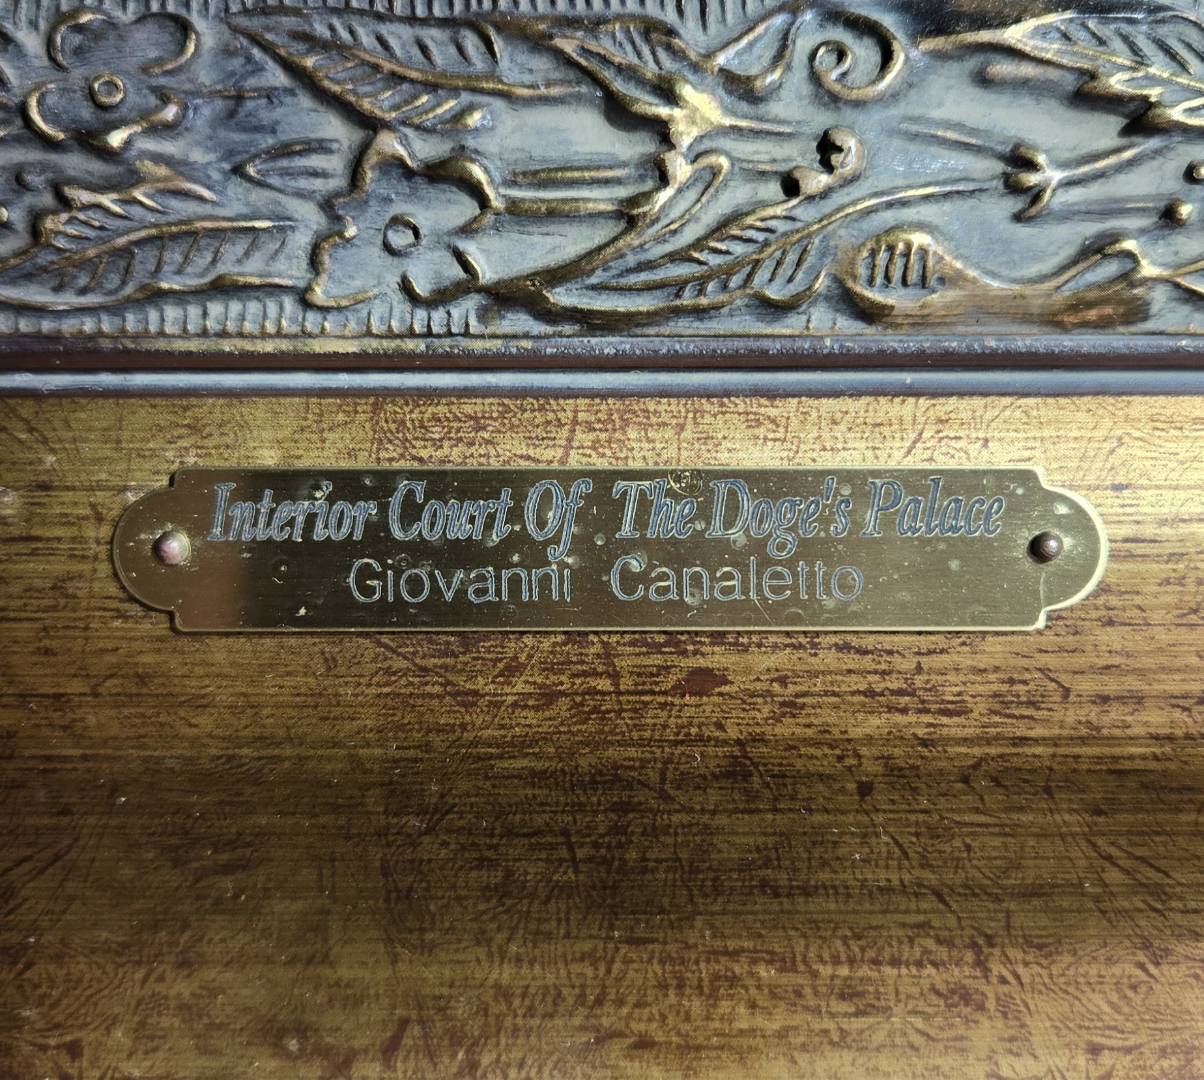 Interior Court Of The Doge's Palace
Giovanni Canaletto